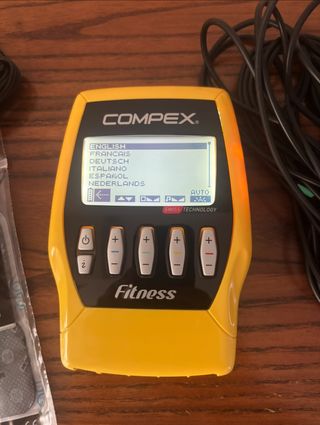 COMPEX®
ENGLISH
FRANCAIS
DEUTSCH
ITALIANO
ESPAÑOL
NEDERLANDS
AUTO
SWISS TECHNOLOGY
+ + + +
i - - - -
Fitness